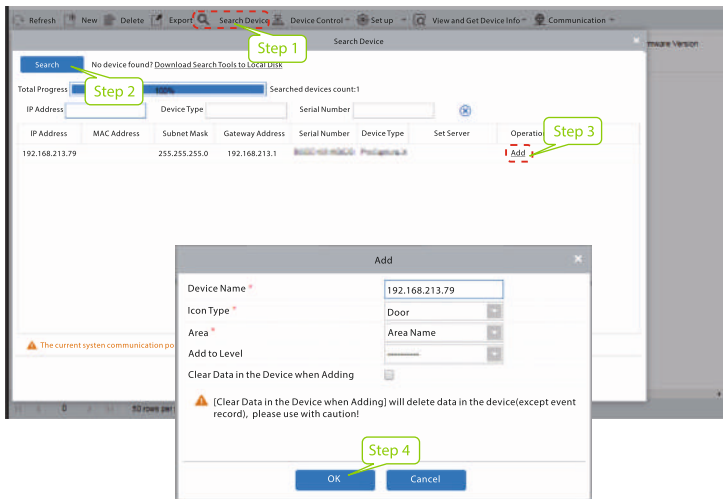 Refresh New Delete Export Search Device Device Control Set up View and Get Device Info Communication
Search Device
mware Version
Step 1
Search No device found? Download Search Tools to Local Disk
Step 2
Total Progress 100% Searched devices count:1
IP Address Device Type Serial Number
IP Address MAC Address Subnet Mask Gateway Address Serial Number Device Type Set Server Operation
Step 3
192.168.213.79 255.255.255.0 192.168.213.1 Add
Add
Device Name * 192.168.213.79
Icon Type * Door
Area * Area Name
Add to Level ---------
Clear Data in the Device when Adding
The current systen communication po
[Clear Data in the Device when Adding] will delete data in the device(except event
record), please use with caution!
0 50 rows per
Step 4
OK Cancel